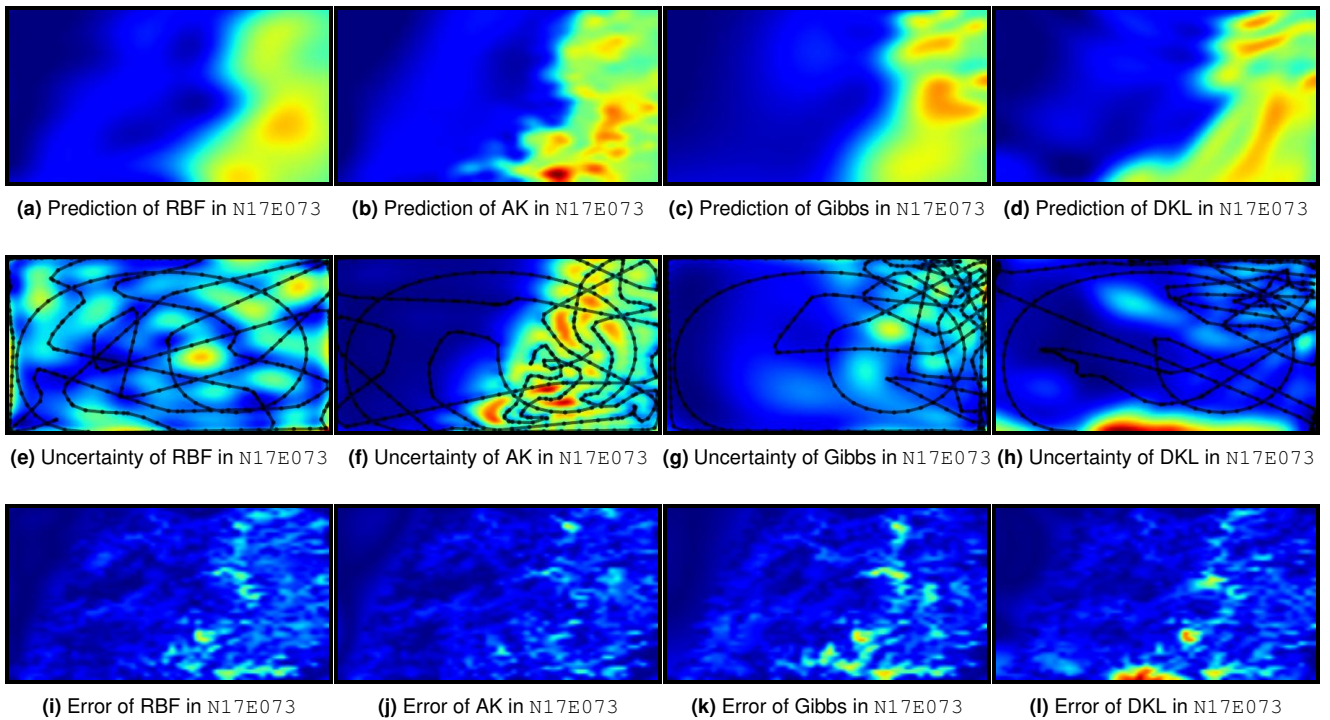 (a) Prediction of RBF in N17E073
(b) Prediction of AK in N17E073
(c) Prediction of Gibbs in N17E073
(d) Prediction of DKL in N17E073
(e) Uncertainty of RBF in N17E073
(f) Uncertainty of AK in N17E073
(g) Uncertainty of Gibbs in N17E073
(h) Uncertainty of DKL in N17E073
(i) Error of RBF in N17E073
(j) Error of AK in N17E073
(k) Error of Gibbs in N17E073
(l) Error of DKL in N17E073